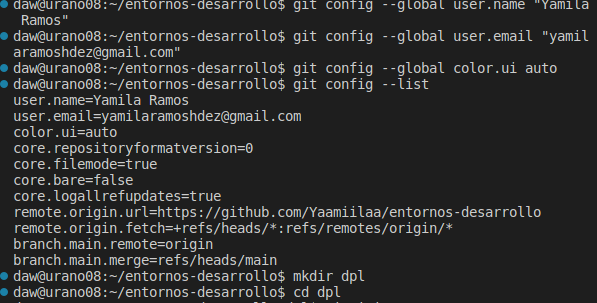 daw@urano08:~/entornos-desarrollo$ git config --global user.name "Yamila
 Ramos"
daw@urano08:~/entornos-desarrollo$ git config --global user.email "yamil
aramoshdez@gmail.com"
daw@urano08:~/entornos-desarrollo$ git config --global color.ui auto
daw@urano08:~/entornos-desarrollo$ git config --list
user.name=Yamila Ramos
user.email=yamilaramoshdez@gmail.com
color.ui=auto
core.repositoryformatversion=0
core.filemode=true
core.bare=false
core.logallrefupdates=true
remote.origin.url=https://github.com/Yaamiilaa/entornos-desarrollo
remote.origin.fetch=+refs/heads/*:refs/remotes/origin/*
branch.main.remote=origin
branch.main.merge=refs/heads/main
daw@urano08:~/entornos-desarrollo$ mkdir dpl
daw@urano08:~/entornos-desarrollo$ cd dpl